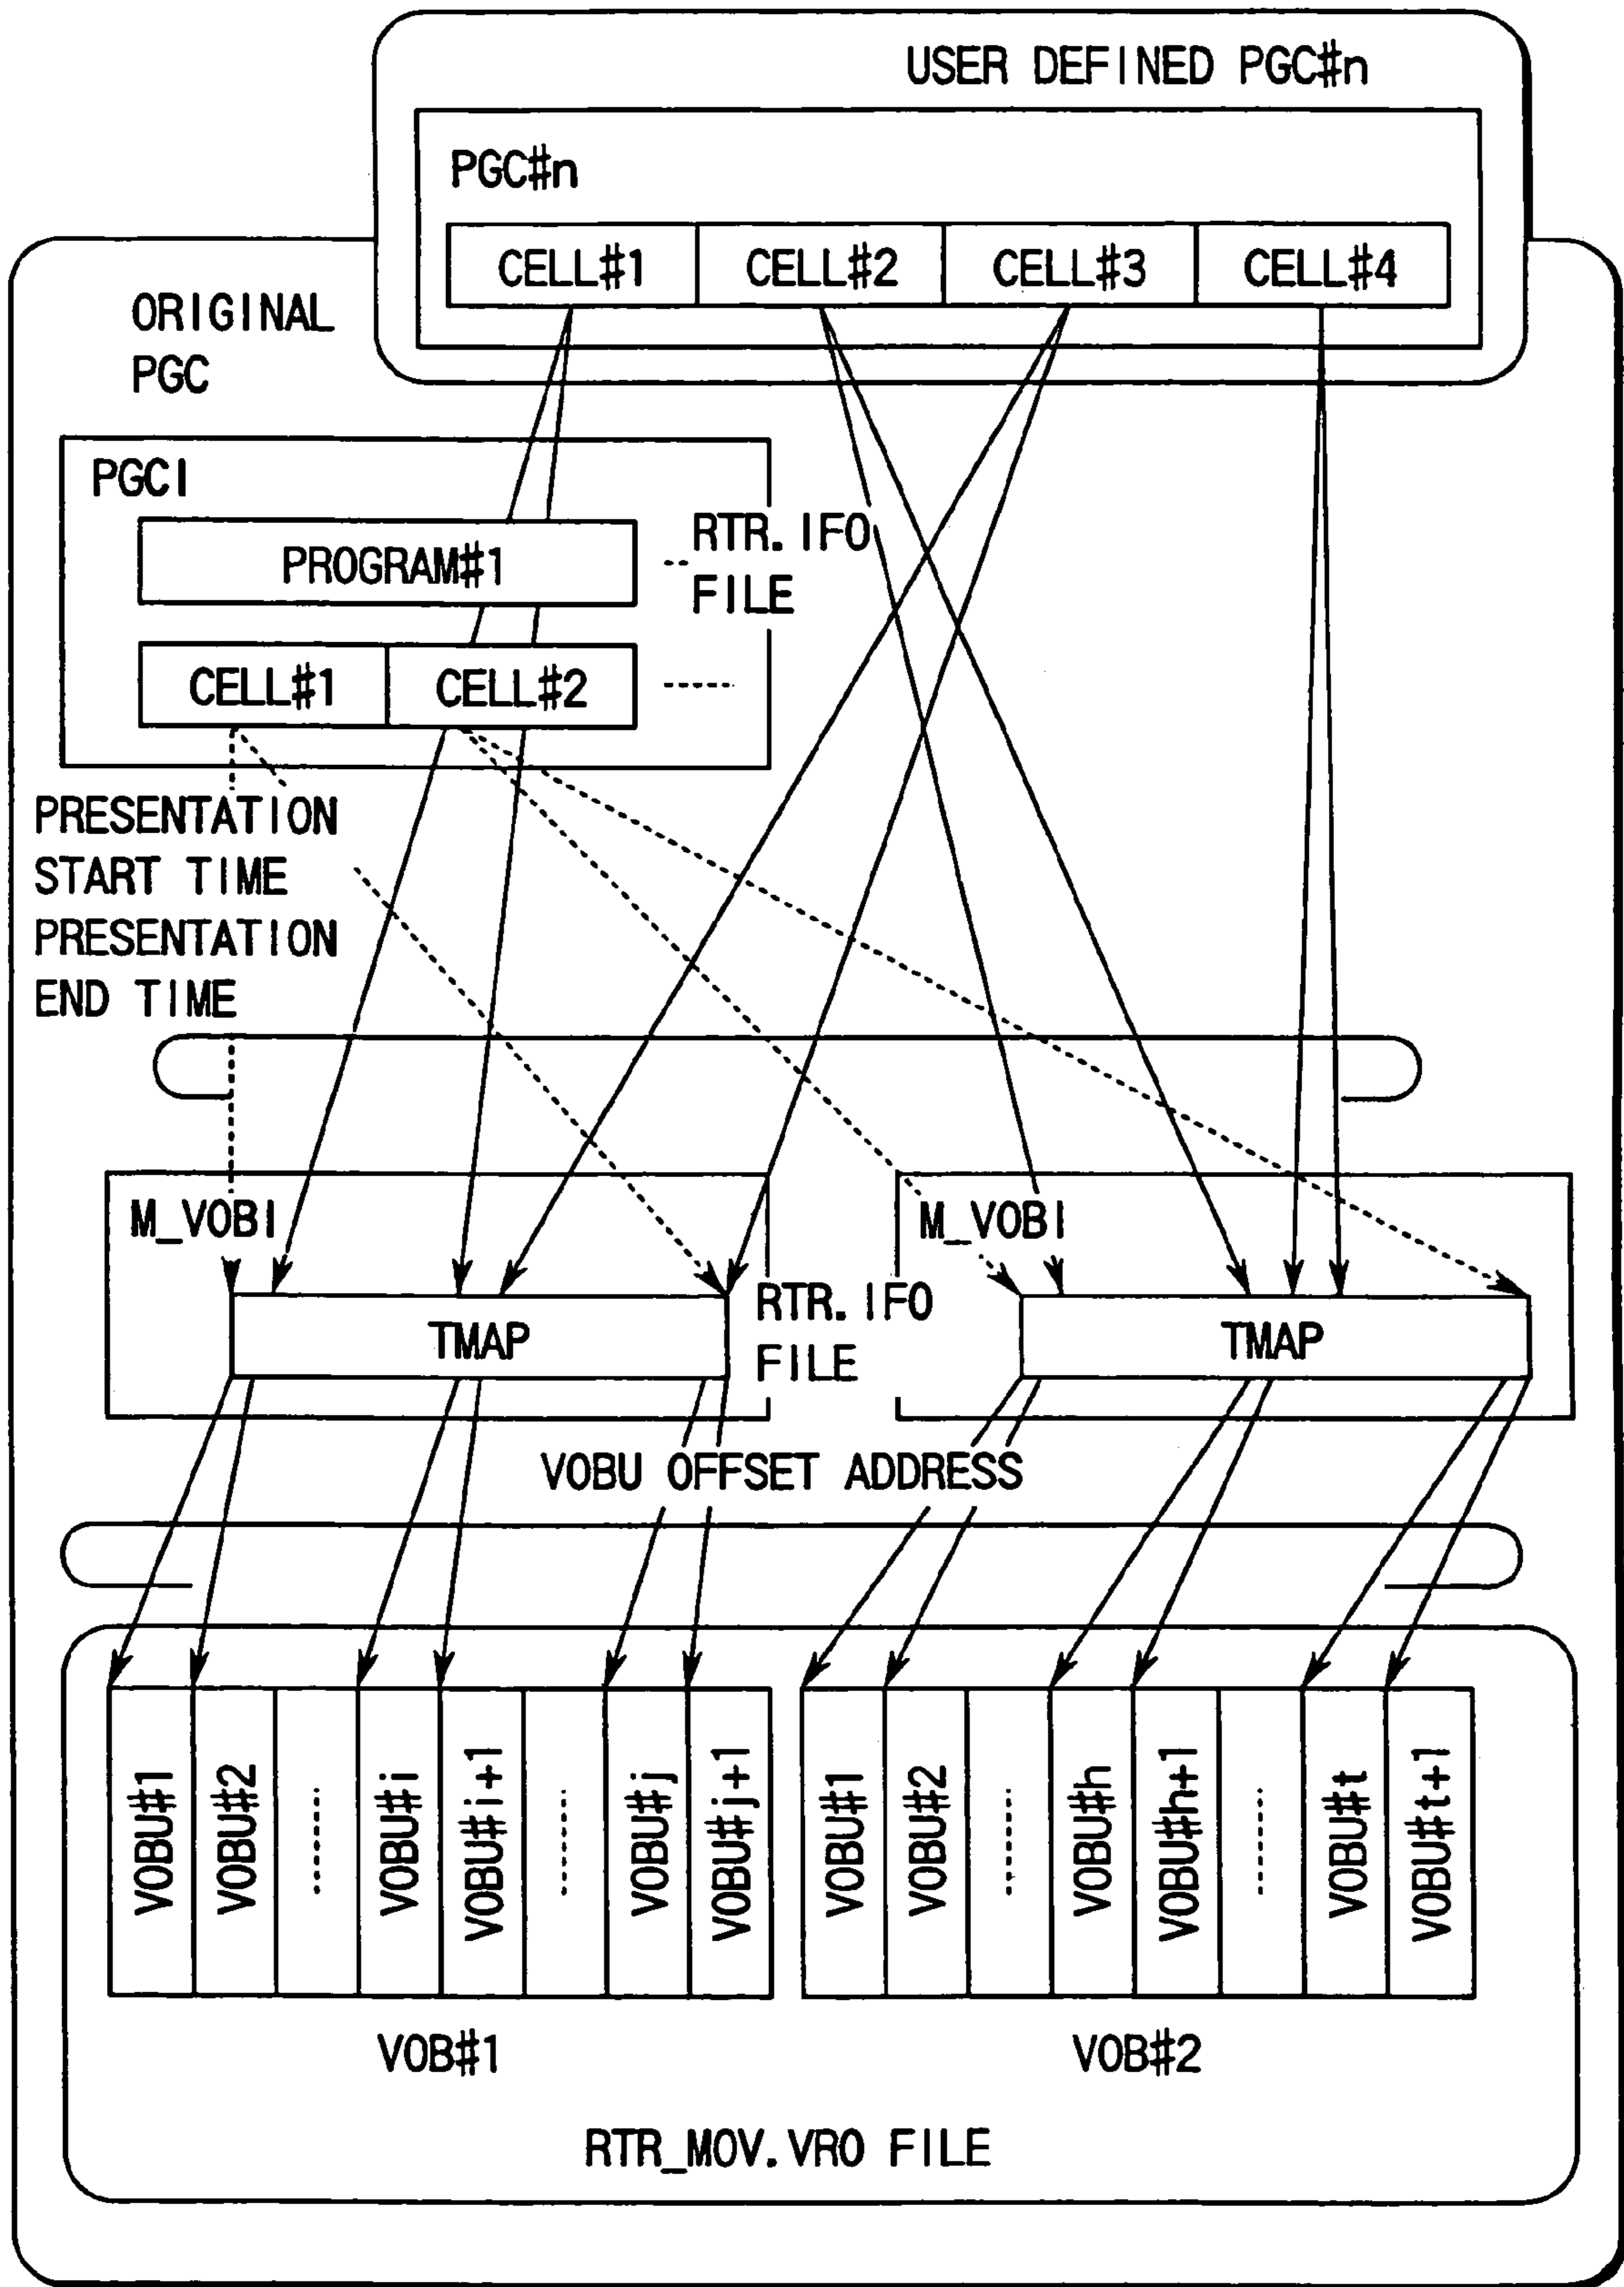 USER DEFINED PGC#n
PGC#n
CELL#1 CELL#2 CELL#3 CELL#4
ORIGINAL
PGC
PGCI
PROGRAM#1
RTR.IFO
FILE
CELL#1 CELL#2
PRESENTATION
START TIME
PRESENTATION
END TIME
M_VOBI
TMAP
RTR.IFO
FILE
M_VOBI
TMAP
VOBU OFFSET ADDRESS
VOBU#1
VOBU#2
VOBU#i
VOBU#i+1
VOBU#j
VOBU#j+1
VOBU#1
VOBU#2
VOBU#h
VOBU#h+1
VOBU#t
VOBU#t+1
VOB#1
VOB#2
RTR_MOV.VRO FILE